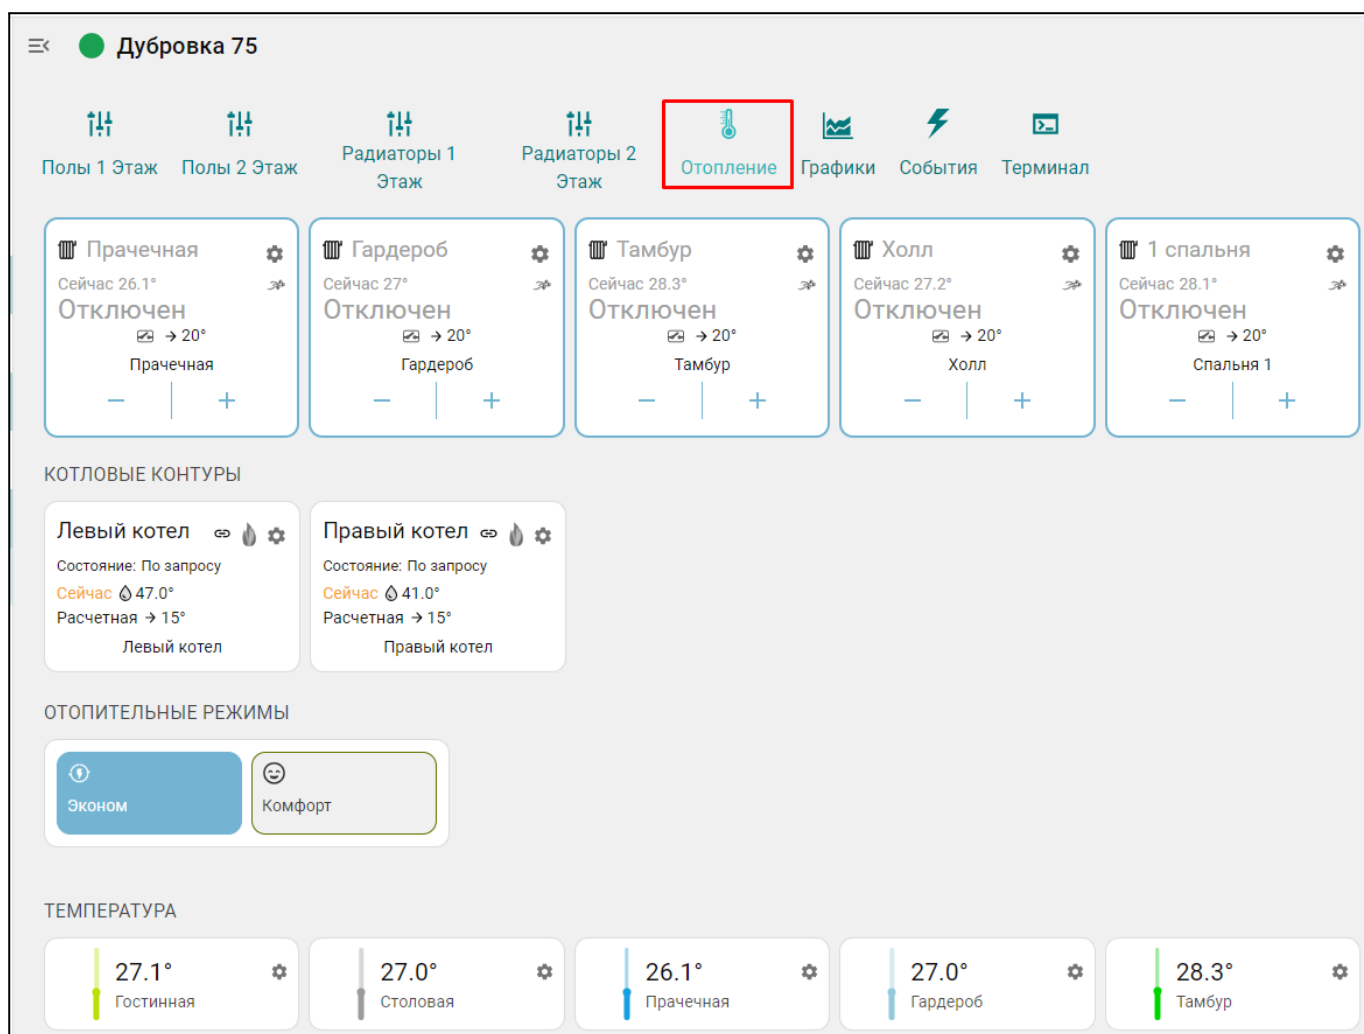 Дубровка 75
Полы 1 Этаж Полы 2 Этаж Радиаторы 1 Этаж Радиаторы 2 Этаж Отопление Графики События Терминал
Прачечная Гардероб Тамбур Холл 1 спальня
Сейчас 26.1° Сейчас 27° Сейчас 28.3° Сейчас 27.2° Сейчас 28.1°
Отключен Отключен Отключен Отключен Отключен
→ 20° → 20° → 20° → 20° → 20°
Прачечная Гардероб Тамбур Холл Спальня 1
− + − + − + − + − +
КОТЛОВЫЕ КОНТУРЫ
Левый котел Правый котел
Состояние: По запросу Состояние: По запросу
Сейчас 47.0° Сейчас 41.0°
Расчетная → 15° Расчетная → 15°
Левый котел Правый котел
ОТОПИТЕЛЬНЫЕ РЕЖИМЫ
Эконом Комфорт
ТЕМПЕРАТУРА
27.1° 27.0° 26.1° 27.0° 28.3°
Гостинная Столовая Прачечная Гардероб Тамбур